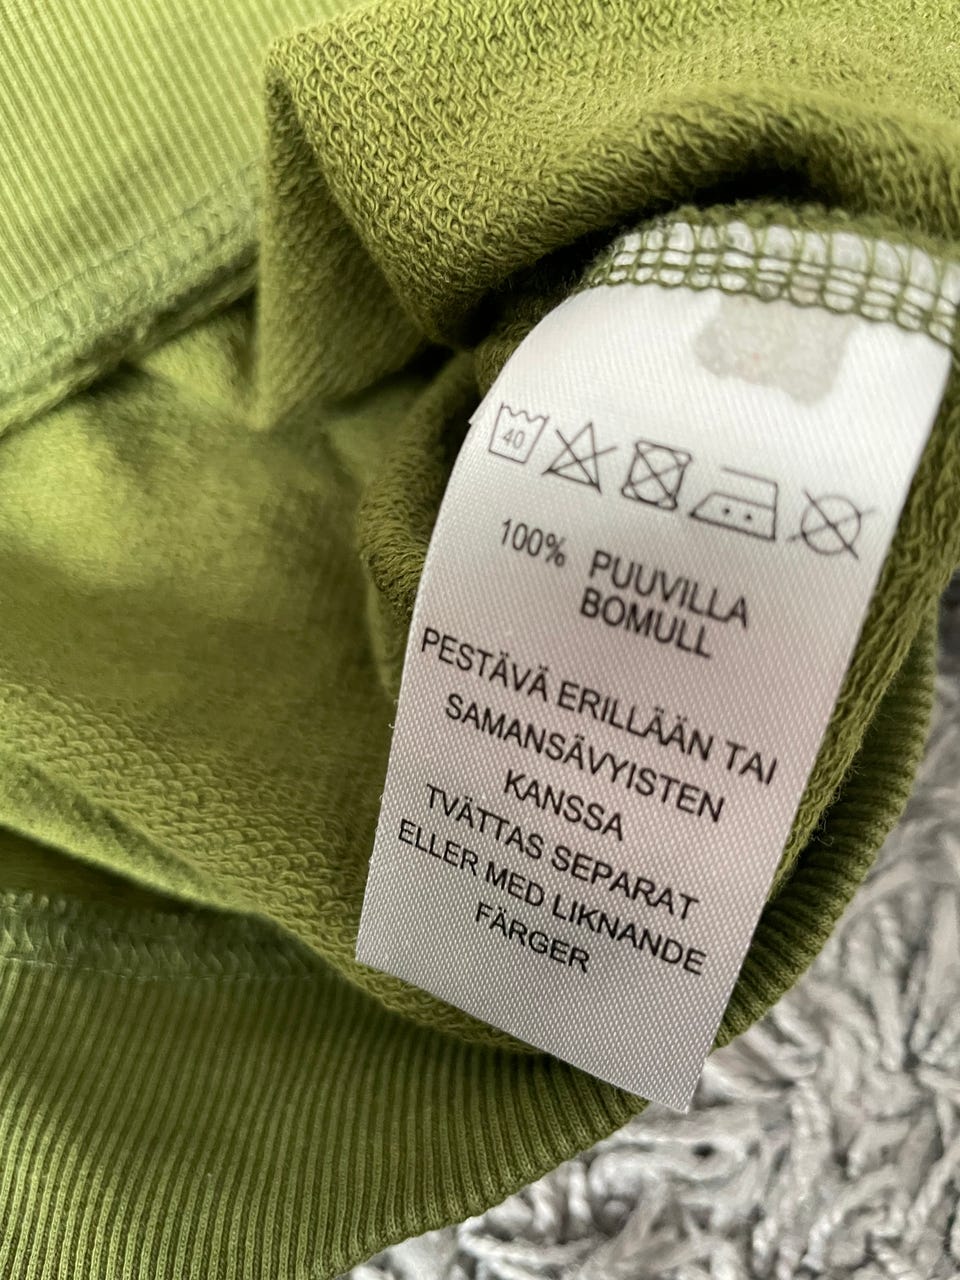 40
100% PUUVILLA
BOMULL
PESTÄVÄ ERILLÄÄN TAI
SAMANSÄVYISTEN
KANSSA
TVÄTTAS SEPARAT
ELLER MED LIKNANDE
FÄRGER